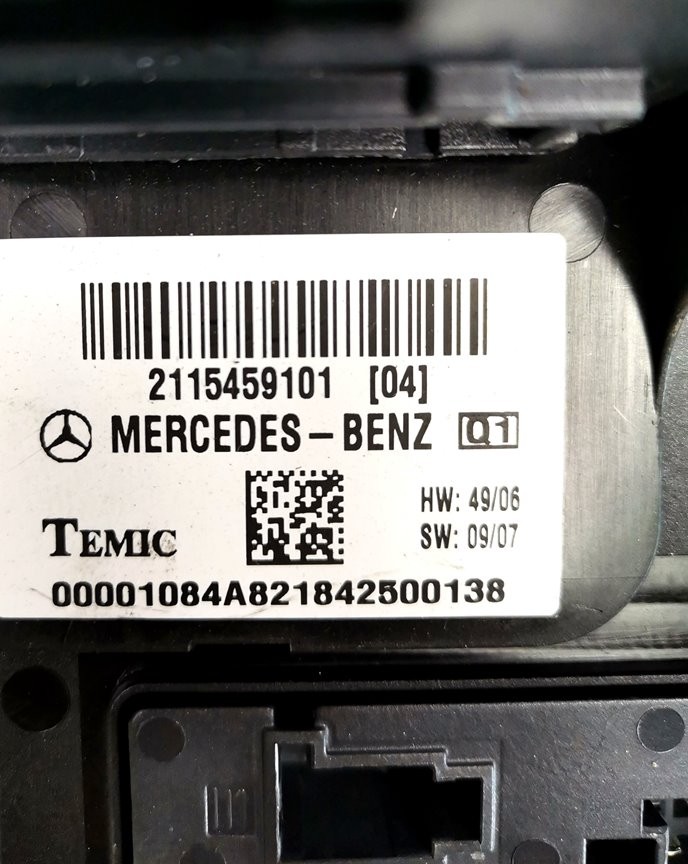 2115459101 [04]
MERCEDES-BENZ Q1
HW: 49/06
TEMIC SW: 09/07
00001084A821842500138